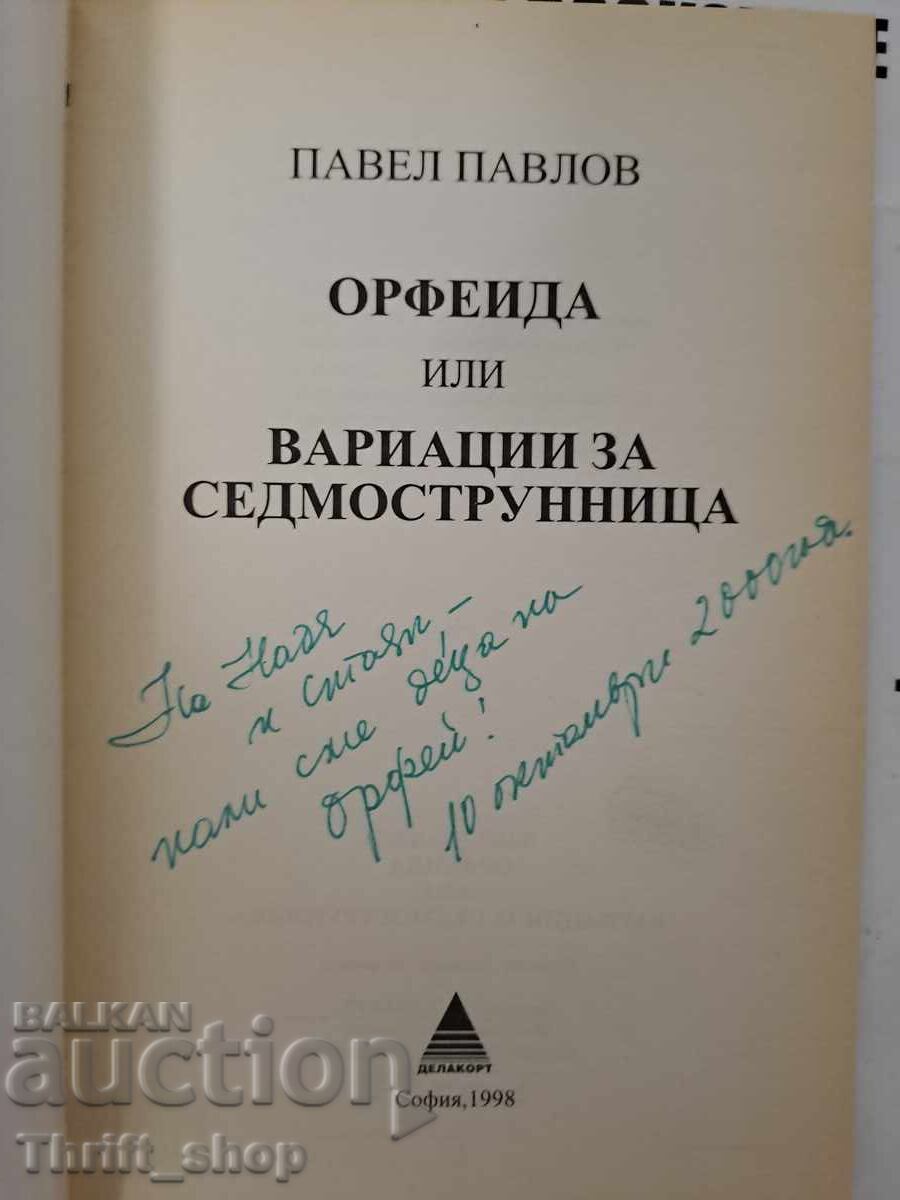 ПАВЕЛ ПАВЛОВ
ОРФЕИДА
ИЛИ
ВАРИАЦИИ ЗА
СЕДМОСТРУННИЦА
На Надя
и Стоян –
нали сме деца на
Орфей!
10 октомври 2000 год.
ДЕЛАКОРТ
София,1998
BALKAN
auction
Thrift_shop